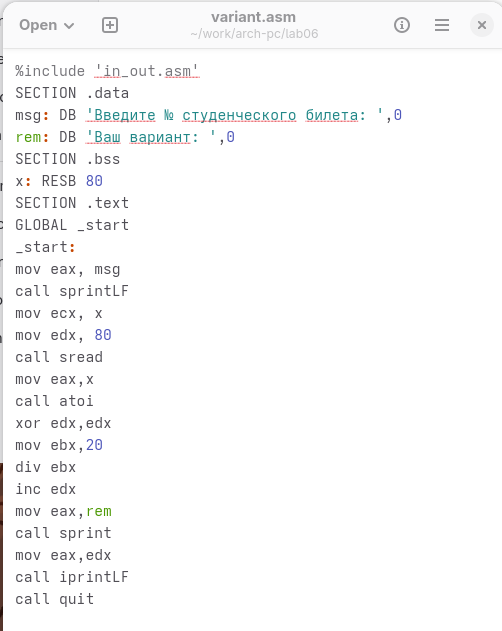 Open
variant.asm
~/work/arch-pc/lab06
%include 'in_out.asm'
SECTION .data
msg: DB 'Введите № студенческого билета: ',0
rem: DB 'Ваш вариант: ',0
SECTION .bss
x: RESB 80
SECTION .text
GLOBAL _start
_start:
mov eax, msg
call sprintLF
mov ecx, x
mov edx, 80
call sread
mov eax,x
call atoi
xor edx,edx
mov ebx,20
div ebx
inc edx
mov eax,rem
call sprint
mov eax,edx
call iprintLF
call quit